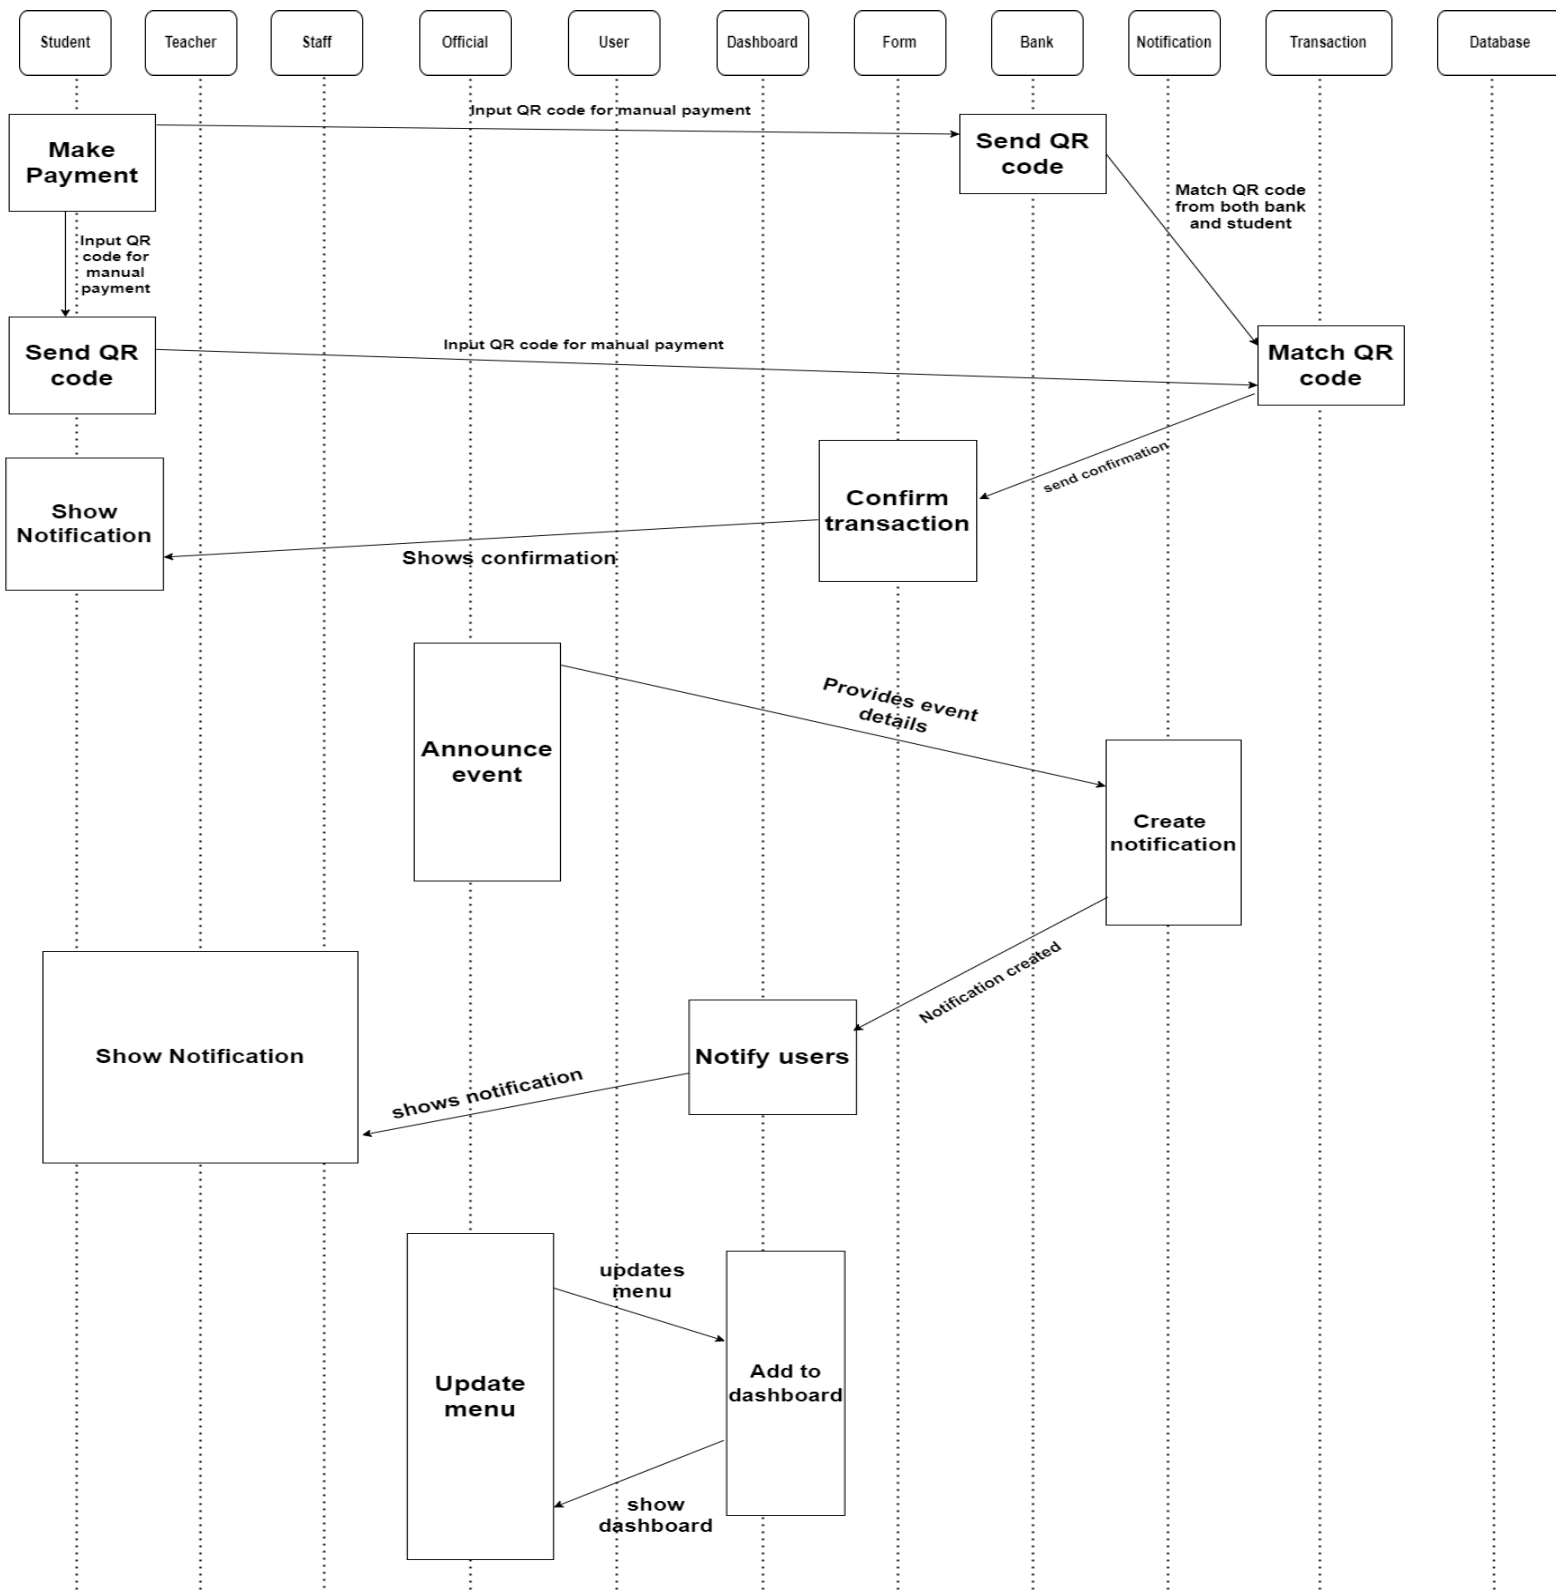 Student
Teacher
Staff
Official
User
Dashboard
Form
Bank
Notification
Transaction
Database
Input QR code for manual payment
Make
Payment
Send QR
code
Match QR code
from both bank
and student
Input QR
code for
manual
payment
Send QR
code
Input QR code for manual payment
Match QR
code
send confirmation
Show
Notification
Confirm
transaction
Shows confirmation
Announce
event
Provides event
details
Create
notification
Notification created
Show Notification
Notify users
shows notification
updates
menu
Update
menu
Add to
dashboard
show
dashboard